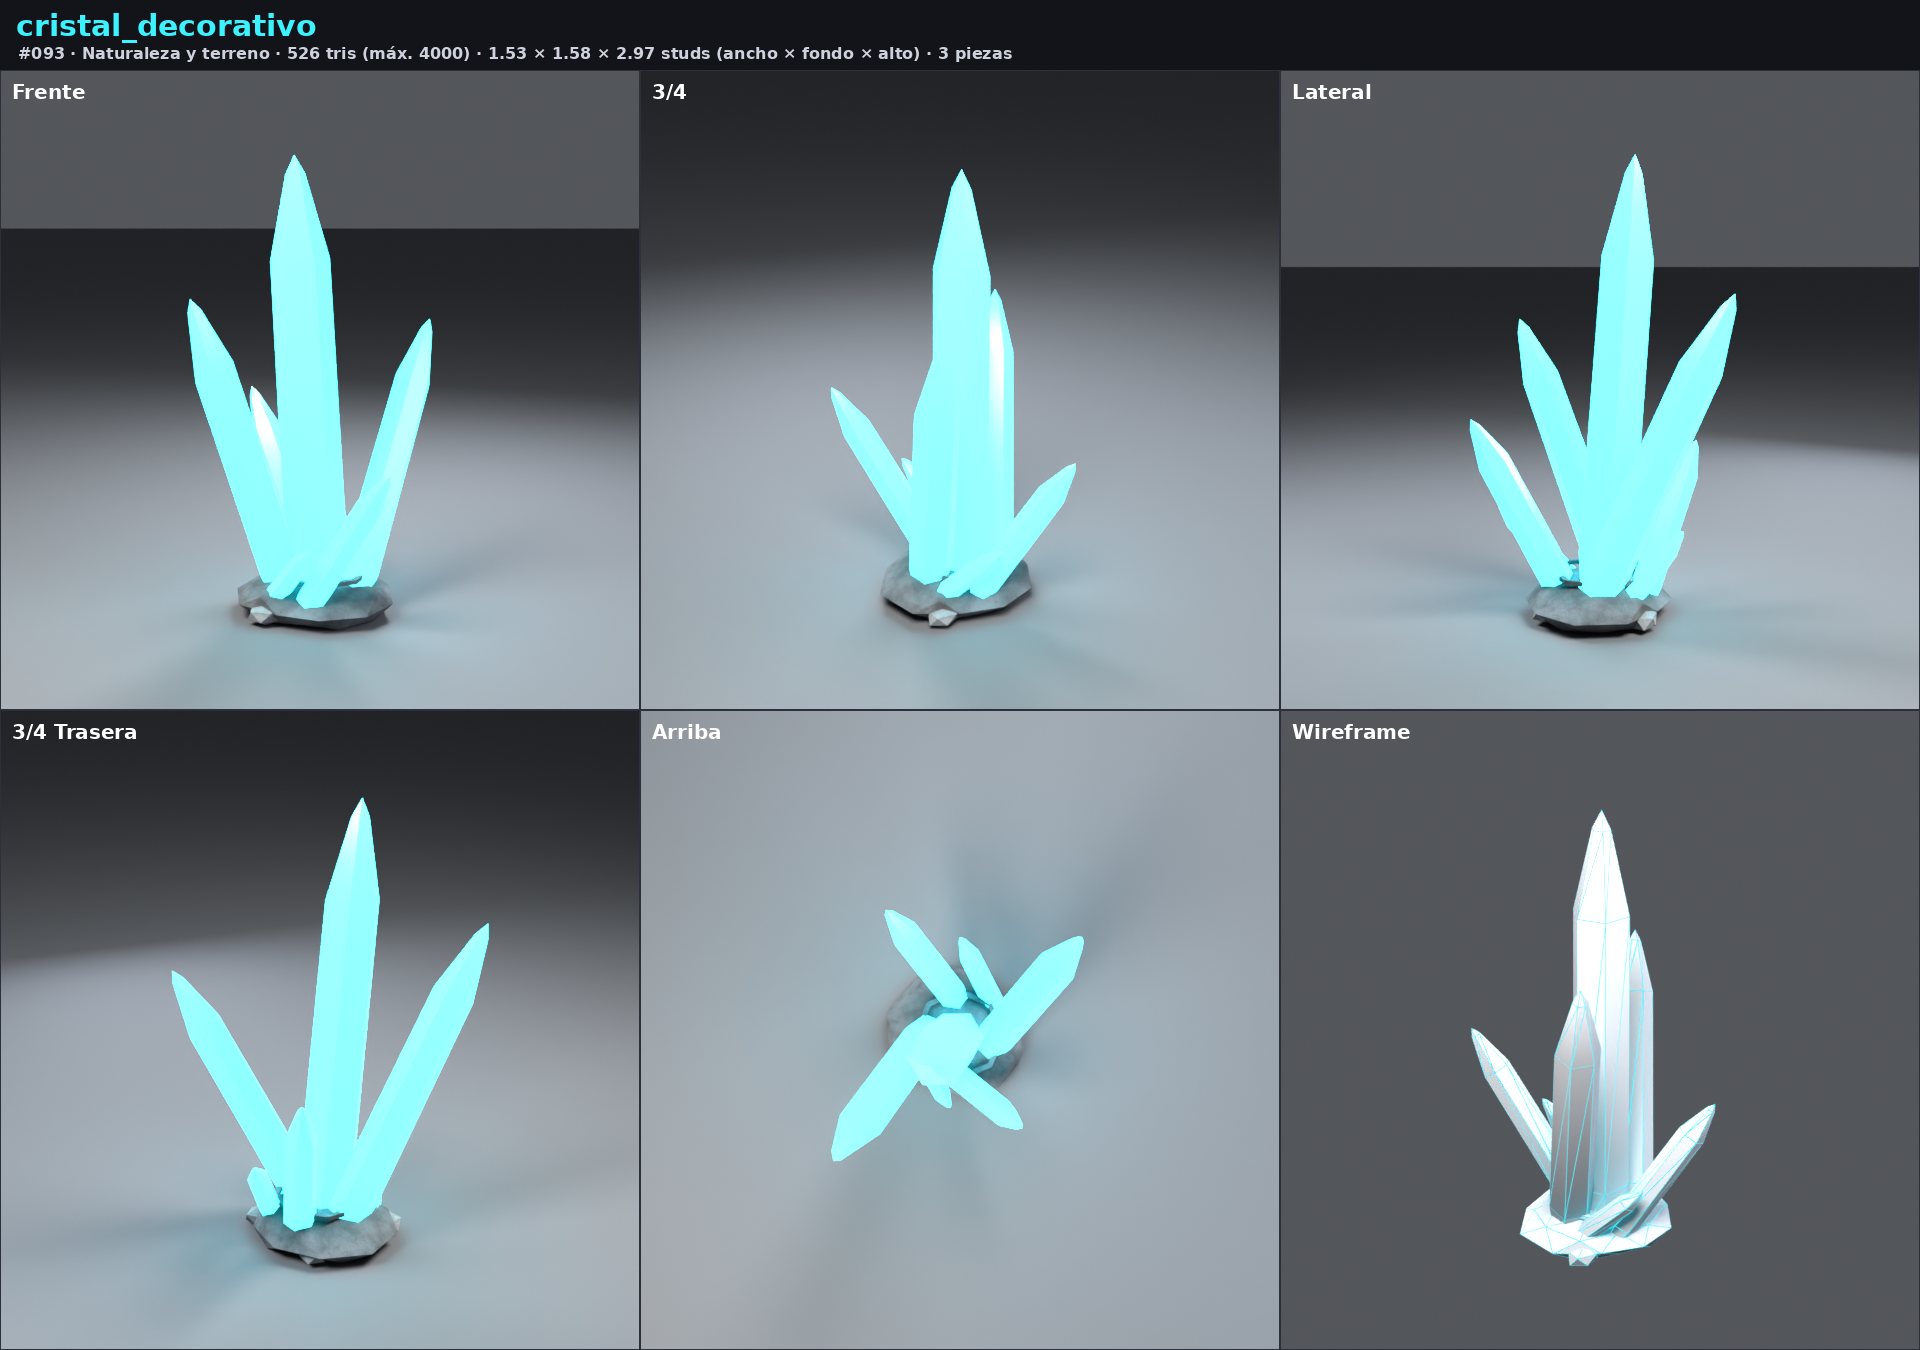 cristal_decorativo
#093 · Naturaleza y terreno · 526 tris (máx. 4000) · 1.53 × 1.58 × 2.97 studs (ancho × fondo × alto) · 3 piezas
Frente
3/4
Lateral
3/4 Trasera
Arriba
Wireframe